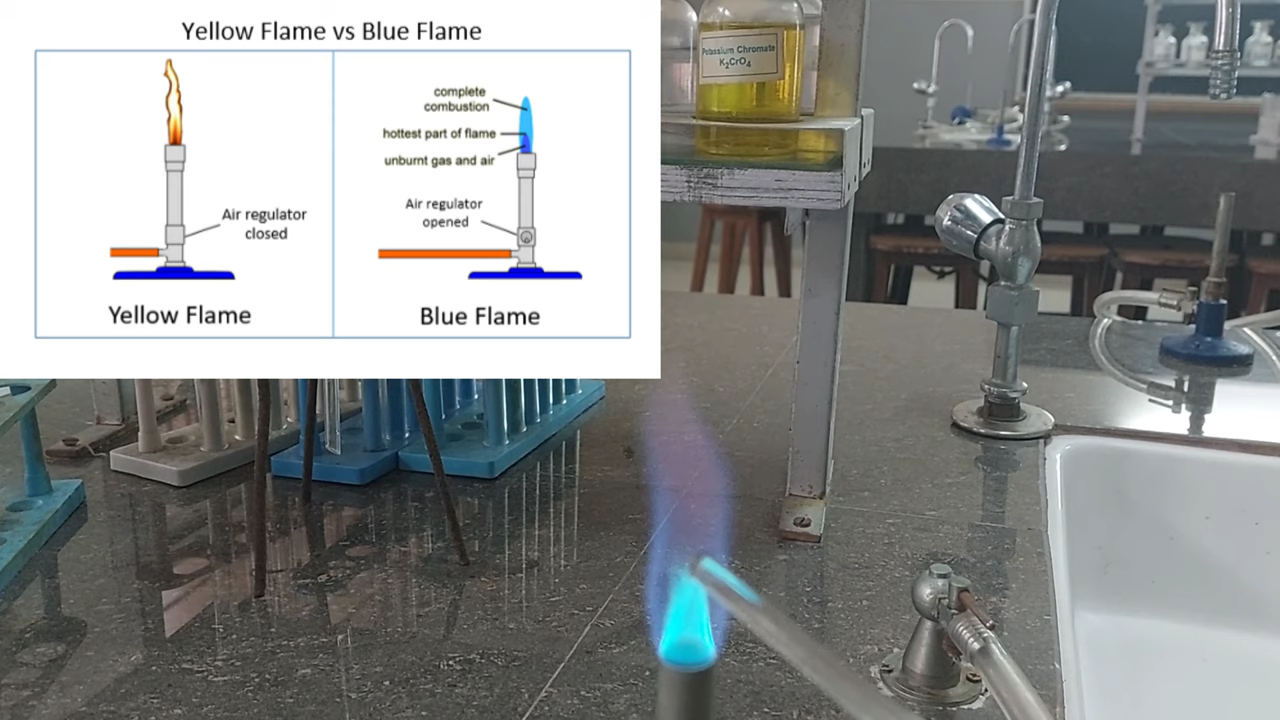 Yellow Flame vs Blue Flame
complete
combustion
hottest part of flame
unburnt gas and air
Air regulator
closed
Air regulator
opened
Yellow Flame
Blue Flame
Potassium Chromate
K₂CrO₄